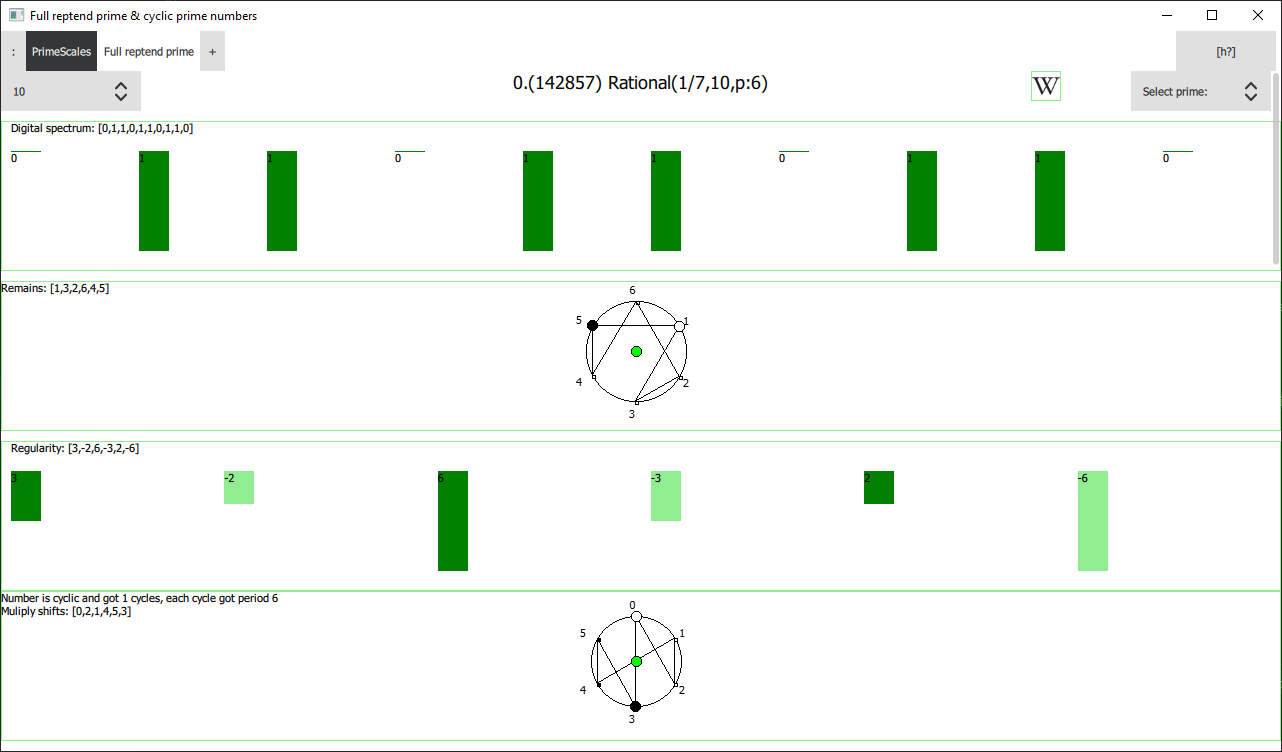 Full reptend prime & cyclic prime numbers
: PrimeScales Full reptend prime + [h?]
10 0.(142857) Rational(1/7,10,p:6) W Select prime:
Digital spectrum: [0,1,1,0,1,1,0,1,1,0]
0 1 1 0 1 1 0 1 1 0
Remains: [1,3,2,6,4,5]
6
5 1
4 2
3
Regularity: [3,-2,6,-3,2,-6]
3 -2 6 -3 2 -6
Number is cyclic and got 1 cycles, each cycle got period 6
Muliply shifts: [0,2,1,4,5,3]
0
5 1
4 2
3